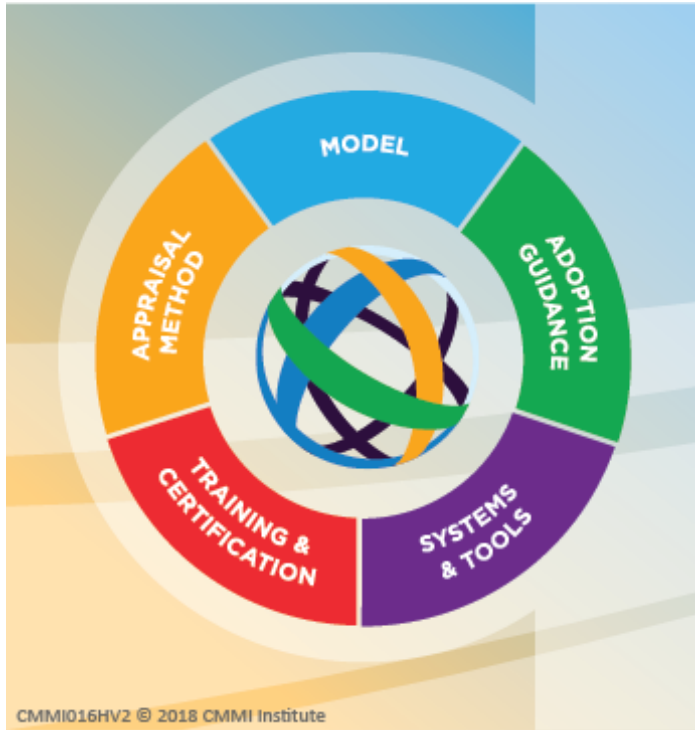 MODEL
ADOPTION
GUIDANCE
SYSTEMS
& TOOLS
TRAINING &
CERTIFICATION
APPRAISAL
METHOD
CMMI016HV2 © 2018 CMMI Institute